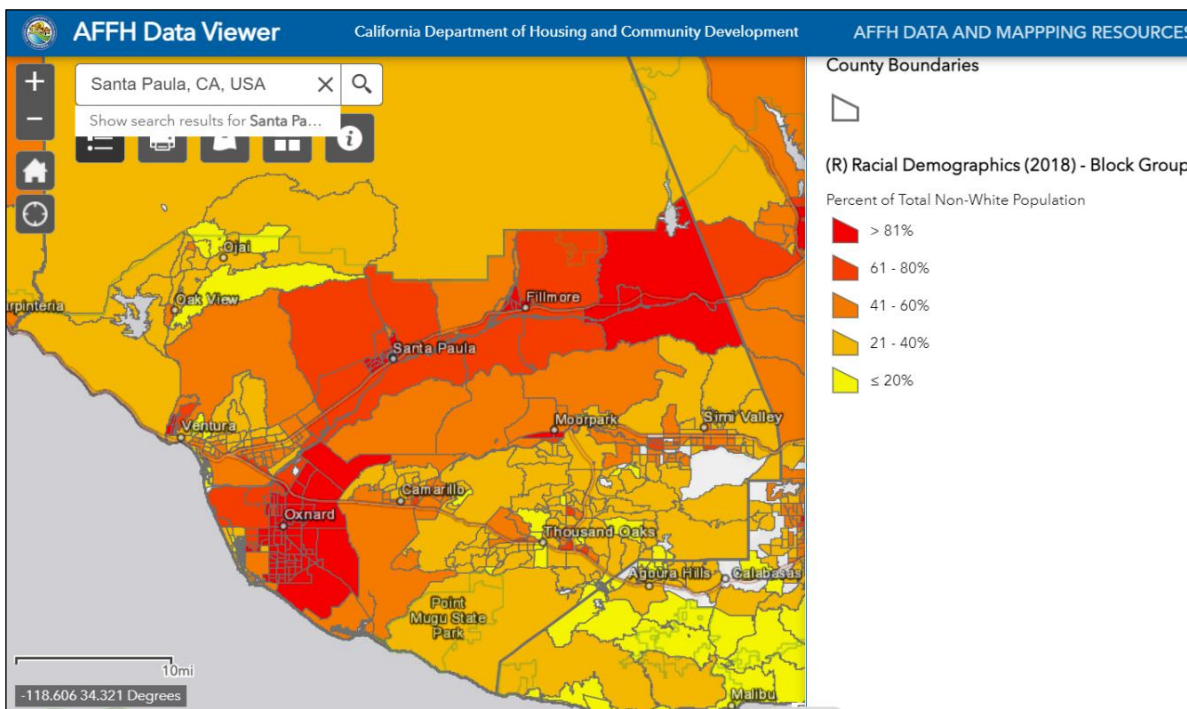 AFFH Data Viewer
California Department of Housing and Community Development
AFFH DATA AND MAPPPING RESOURCES
+
Santa Paula, CA, USA
−
Show search results for Santa Pa...
County Boundaries
(R) Racial Demographics (2018) - Block Group
Percent of Total Non-White Population
> 81%
61 - 80%
41 - 60%
21 - 40%
≤ 20%
Ojai
Oak View
arpinteria
Fillmore
Santa Paula
Ventura
Moorpark
Simi Valley
Camarillo
Oxnard
Thousand Oaks
Agoura Hills
Calabasas
Point
Mugu State
Park
Malibu
10mi
-118.606 34.321 Degrees